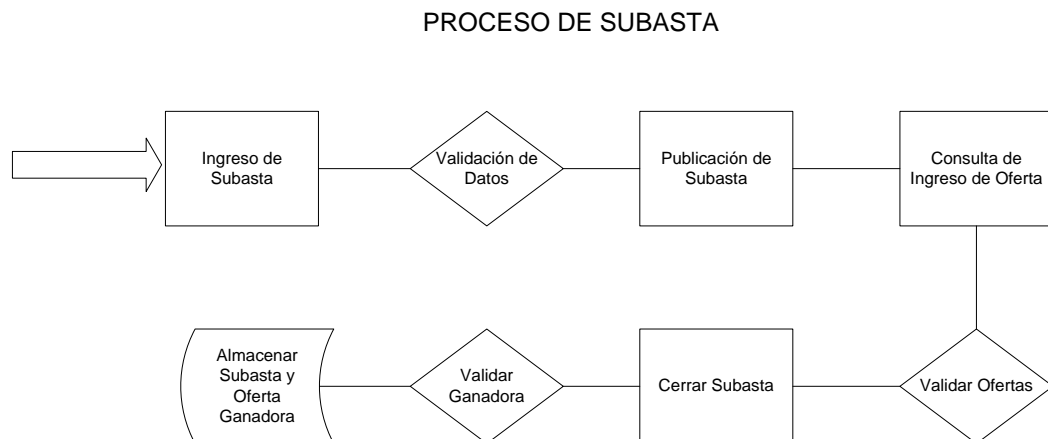 PROCESO DE SUBASTA
Ingreso de
Subasta
Validación de
Datos
Publicación de
Subasta
Consulta de
Ingreso de Oferta
Almacenar
Subasta y
Oferta
Ganadora
Validar
Ganadora
Cerrar Subasta
Validar Ofertas